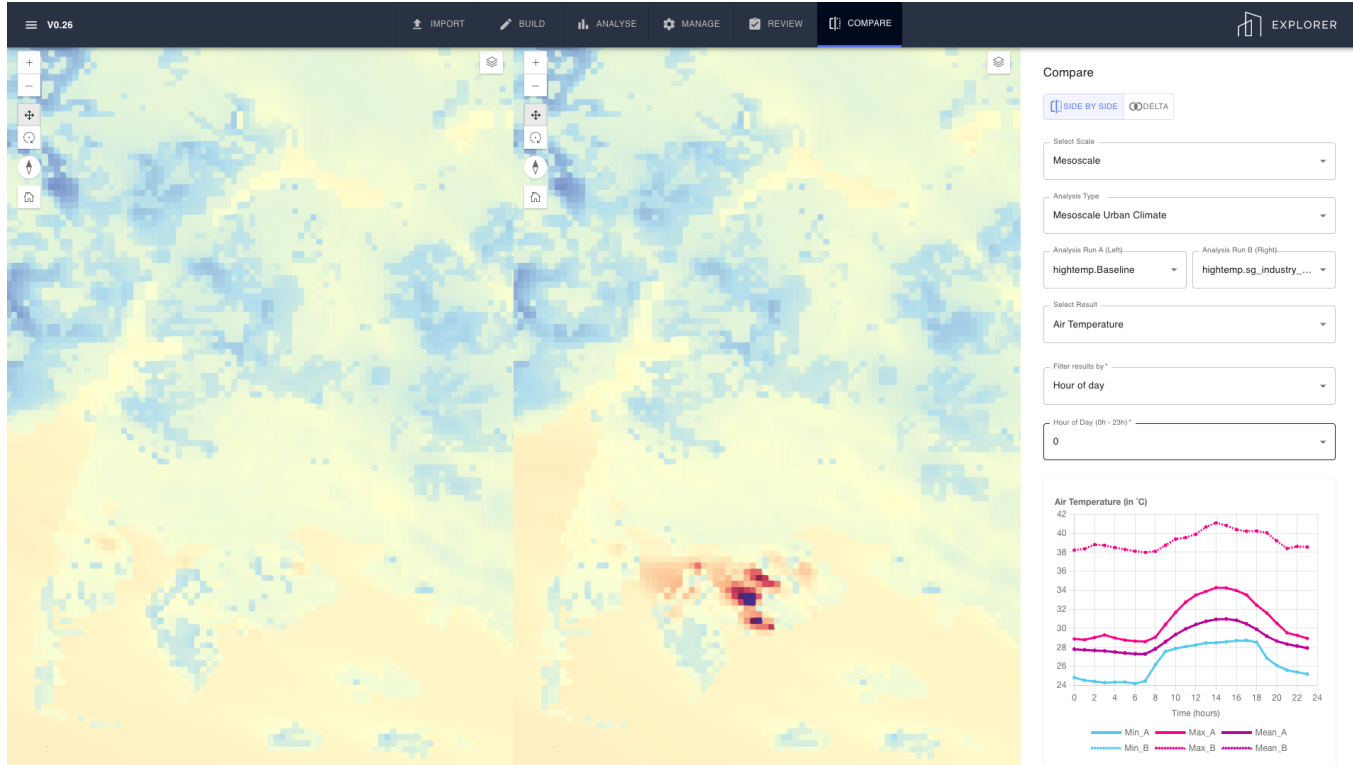 V0.26
IMPORT
BUILD
ANALYSE
MANAGE
REVIEW
COMPARE
EXPLORER
Compare
SIDE BY SIDE
DELTA
Select Scale
Mesoscale
Analysis Type
Mesoscale Urban Climate
Analysis Run A (Left)
hightemp.Baseline
Analysis Run B (Right)
hightemp.sg_industry_...
Select Result
Air Temperature
Filter results by *
Hour of day
Hour of Day (0h - 23h) *
0
Air Temperature (in ˚C)
42
40
38
36
34
32
30
28
26
24
0 2 4 6 8 10 12 14 16 18 20 22 24
Time (hours)
Min_A Max_A Mean_A
Min_B Max_B Mean_B